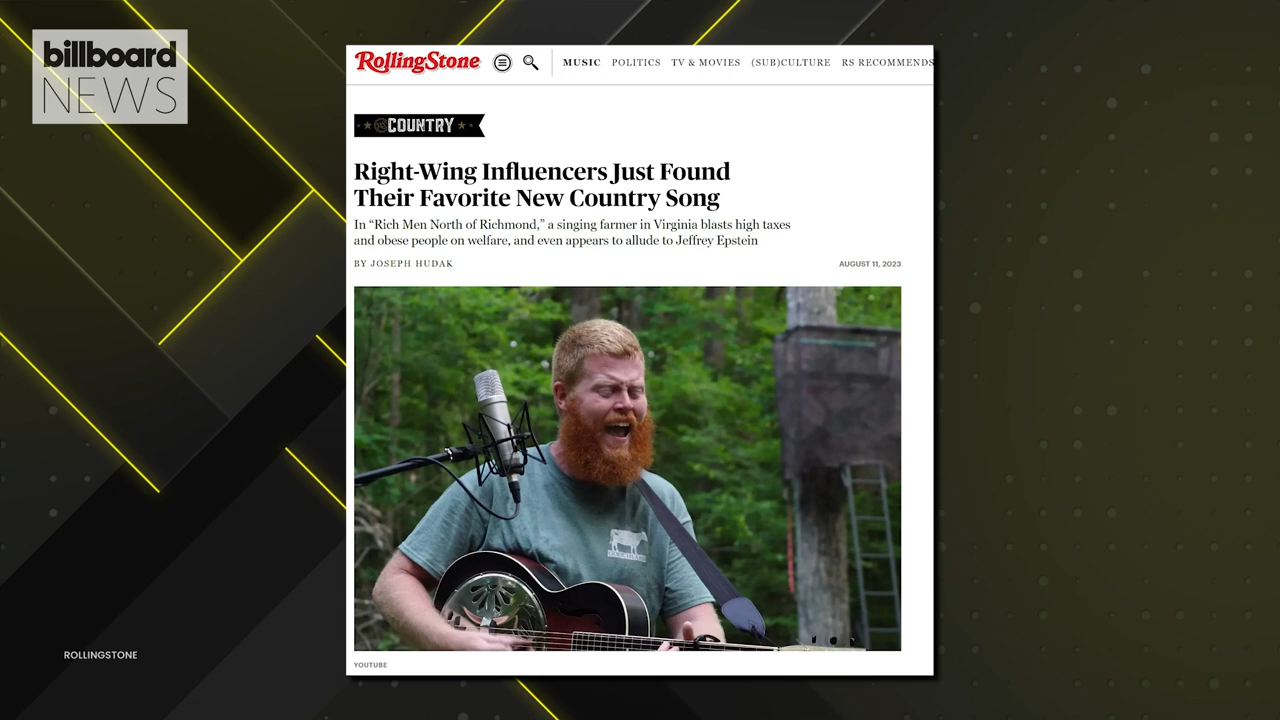 billboard
NEWS
RollingStone
MUSIC POLITICS TV & MOVIES (SUB)CULTURE RS RECOMMENDS
COUNTRY
Right-Wing Influencers Just Found
Their Favorite New Country Song
In “Rich Men North of Richmond,” a singing farmer in Virginia blasts high taxes
and obese people on welfare, and even appears to allude to Jeffrey Epstein
BY JOSEPH HUDAK
AUGUST 11, 2023
YOUTUBE
ROLLINGSTONE